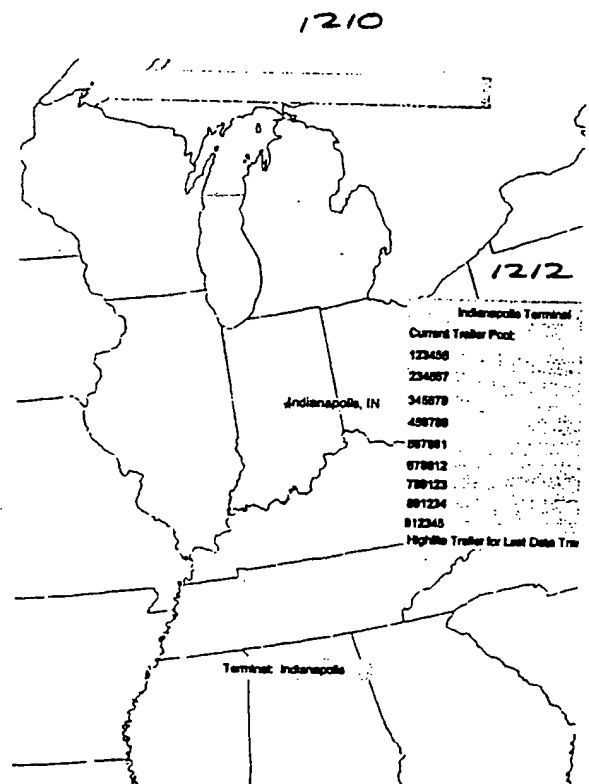 1210
1212
Indianapolis Terminal
Current Trailer Pool:
123456
234567
345678
456789
567891
678912
789123
891234
912345
Highlite Trailer for Last Data Tran
Indianapolis, IN
Terminal: Indianapolis